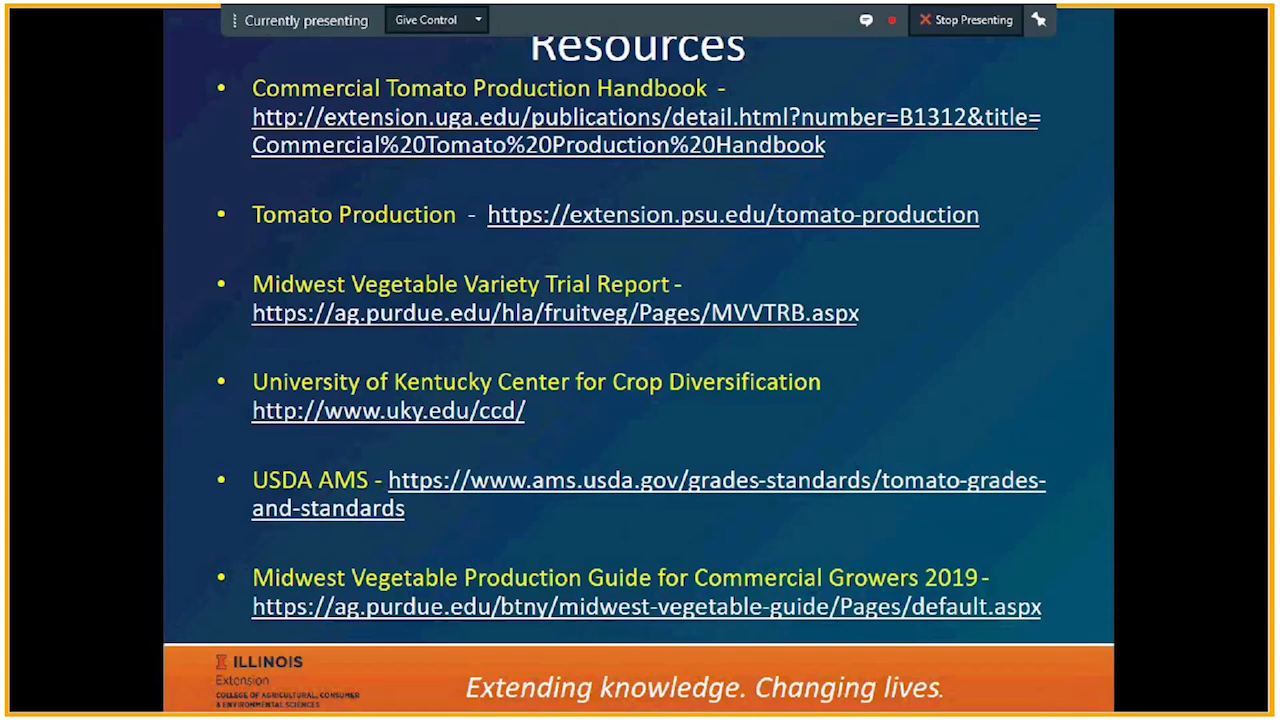 Currently presenting
Give Control
Stop Presenting
Resources
• Commercial Tomato Production Handbook -
http://extension.uga.edu/publications/detail.html?number=B1312&title=
Commercial%20Tomato%20Production%20Handbook
• Tomato Production - https://extension.psu.edu/tomato-production
• Midwest Vegetable Variety Trial Report -
https://ag.purdue.edu/hla/fruitveg/Pages/MVVTRB.aspx
• University of Kentucky Center for Crop Diversification
http://www.uky.edu/ccd/
• USDA AMS - https://www.ams.usda.gov/grades-standards/tomato-grades-
and-standards
• Midwest Vegetable Production Guide for Commercial Growers 2019 -
https://ag.purdue.edu/btny/midwest-vegetable-guide/Pages/default.aspx
I ILLINOIS
Extension
COLLEGE OF AGRICULTURAL, CONSUMER
& ENVIRONMENTAL SCIENCES
Extending knowledge. Changing lives.